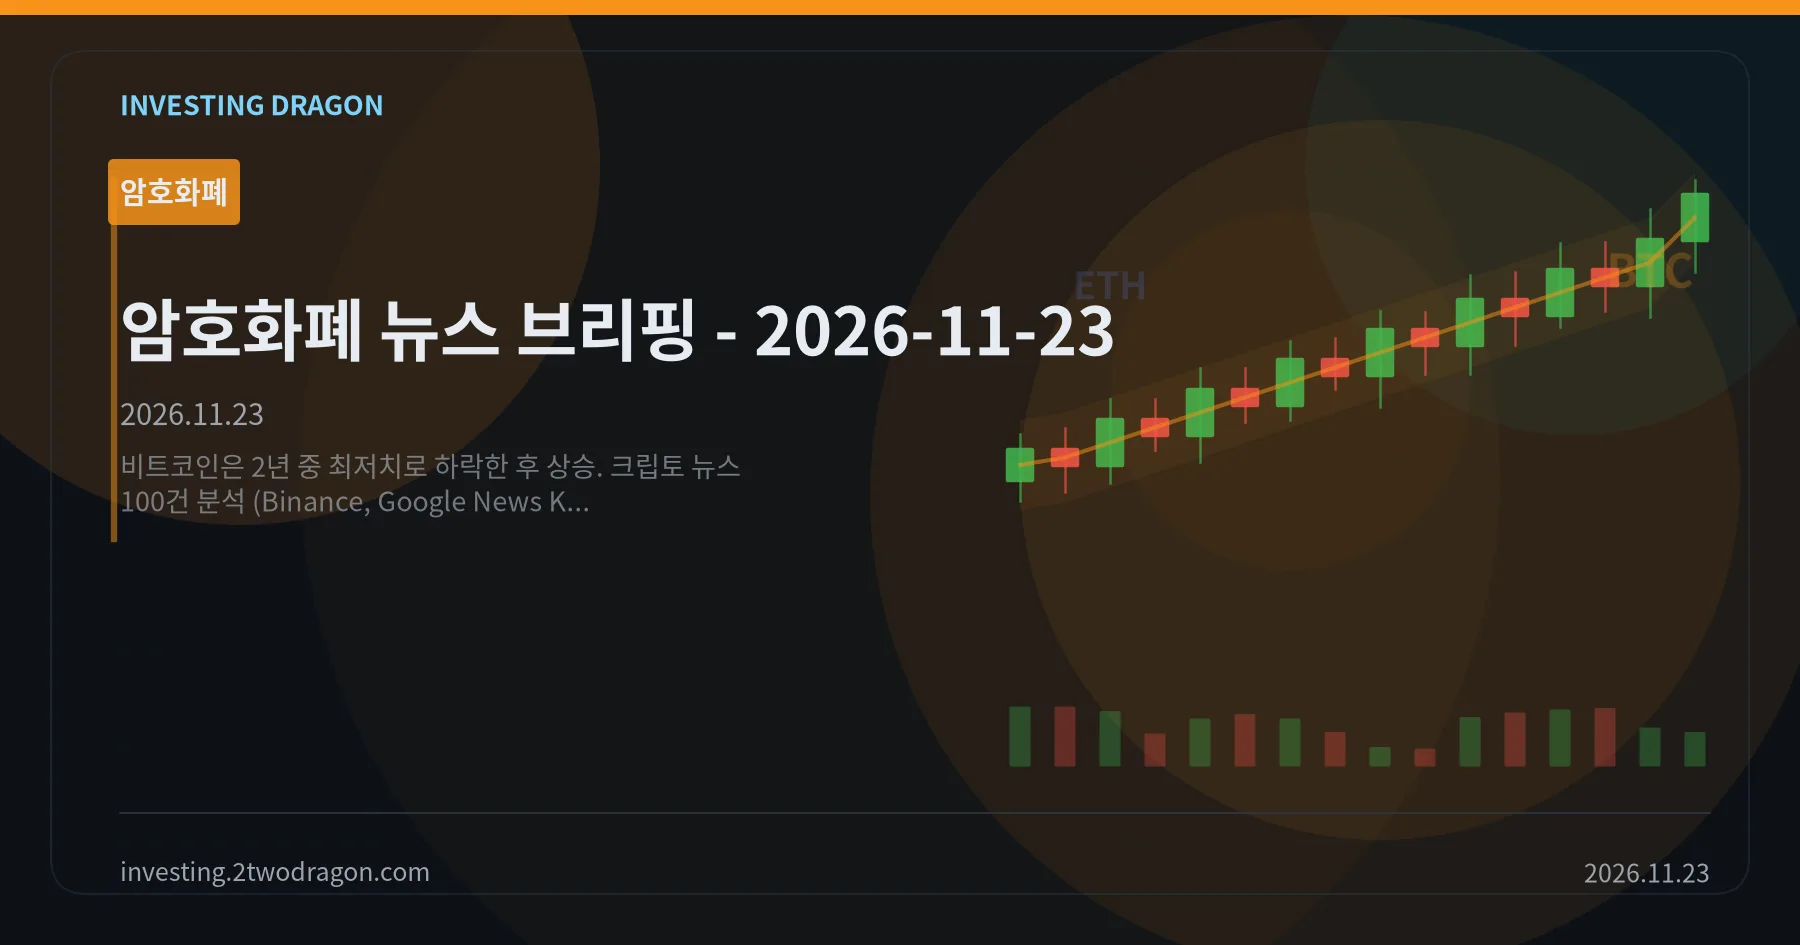 INVESTING DRAGON
암호화폐
ETH
BTC
암호화폐 뉴스 브리핑 - 2026-11-23
2026.11.23
비트코인은 2년 중 최저치로 하락한 후 상승. 크립토 뉴스
100건 분석 (Binance, Google News K...
investing.2twodragon.com
2026.11.23